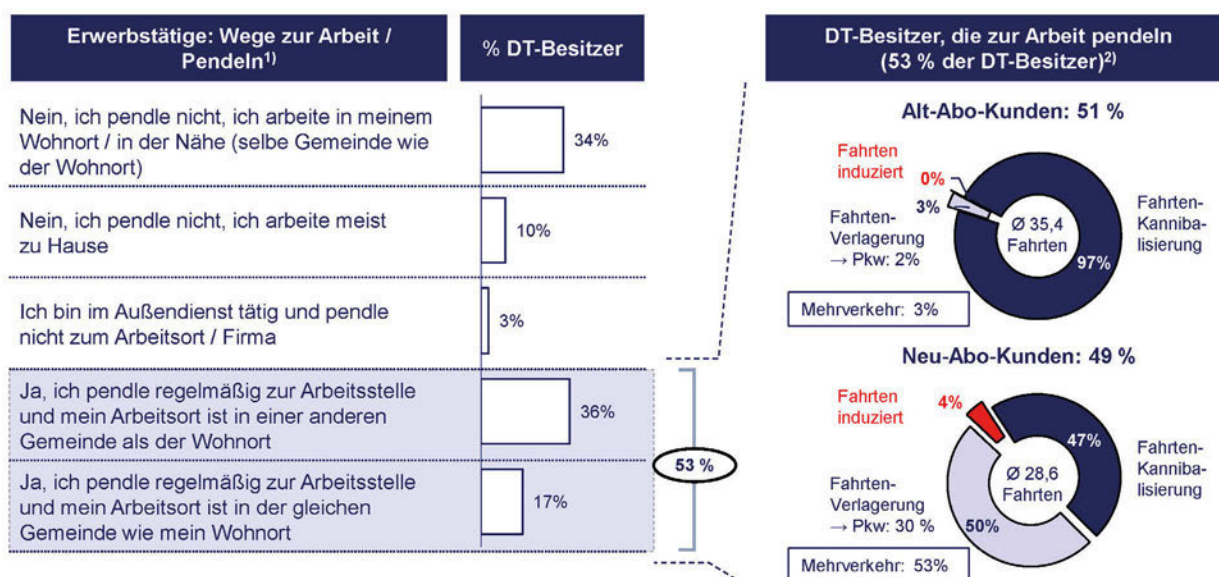 Erwerbstätige: Wege zur Arbeit /
Pendeln1)
% DT-Besitzer
Nein, ich pendle nicht, ich arbeite in meinem
Wohnort / in der Nähe (selbe Gemeinde wie
der Wohnort)
34%
Nein, ich pendle nicht, ich arbeite meist
zu Hause
10%
Ich bin im Außendienst tätig und pendle
nicht zum Arbeitsort / Firma
3%
Ja, ich pendle regelmäßig zur Arbeitsstelle
und mein Arbeitsort ist in einer anderen
Gemeinde als der Wohnort
36%
Ja, ich pendle regelmäßig zur Arbeitsstelle
und mein Arbeitsort ist in der gleichen
Gemeinde wie mein Wohnort
17%
53 %
DT-Besitzer, die zur Arbeit pendeln
(53 % der DT-Besitzer)2)
Alt-Abo-Kunden: 51 %
Fahrten
induziert
0%
3%
Fahrten-
Verlagerung
→ Pkw: 2%
Ø 35,4
Fahrten
97%
Fahrten-
Kanniba-
lisierung
Mehrverkehr: 3%
Neu-Abo-Kunden: 49 %
Fahrten
induziert
4%
47%
Fahrten-
Kanniba-
lisierung
Ø 28,6
Fahrten
Fahrten-
Verlagerung
→ Pkw: 30 %
50%
Mehrverkehr: 53%